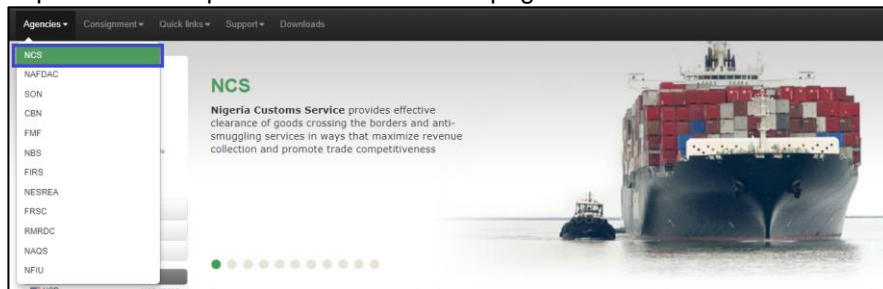 Agencies Consignment Quick links Support Downloads
NCS
NAFDAC
SON
CBN
FMF
NBS
FIRS
NESREA
FRSC
RMRDC
NAQS
NFIU
NCS
Nigeria Customs Service provides effective
clearance of goods crossing the borders and anti-
smuggling services in ways that maximize revenue
collection and promote trade competitiveness